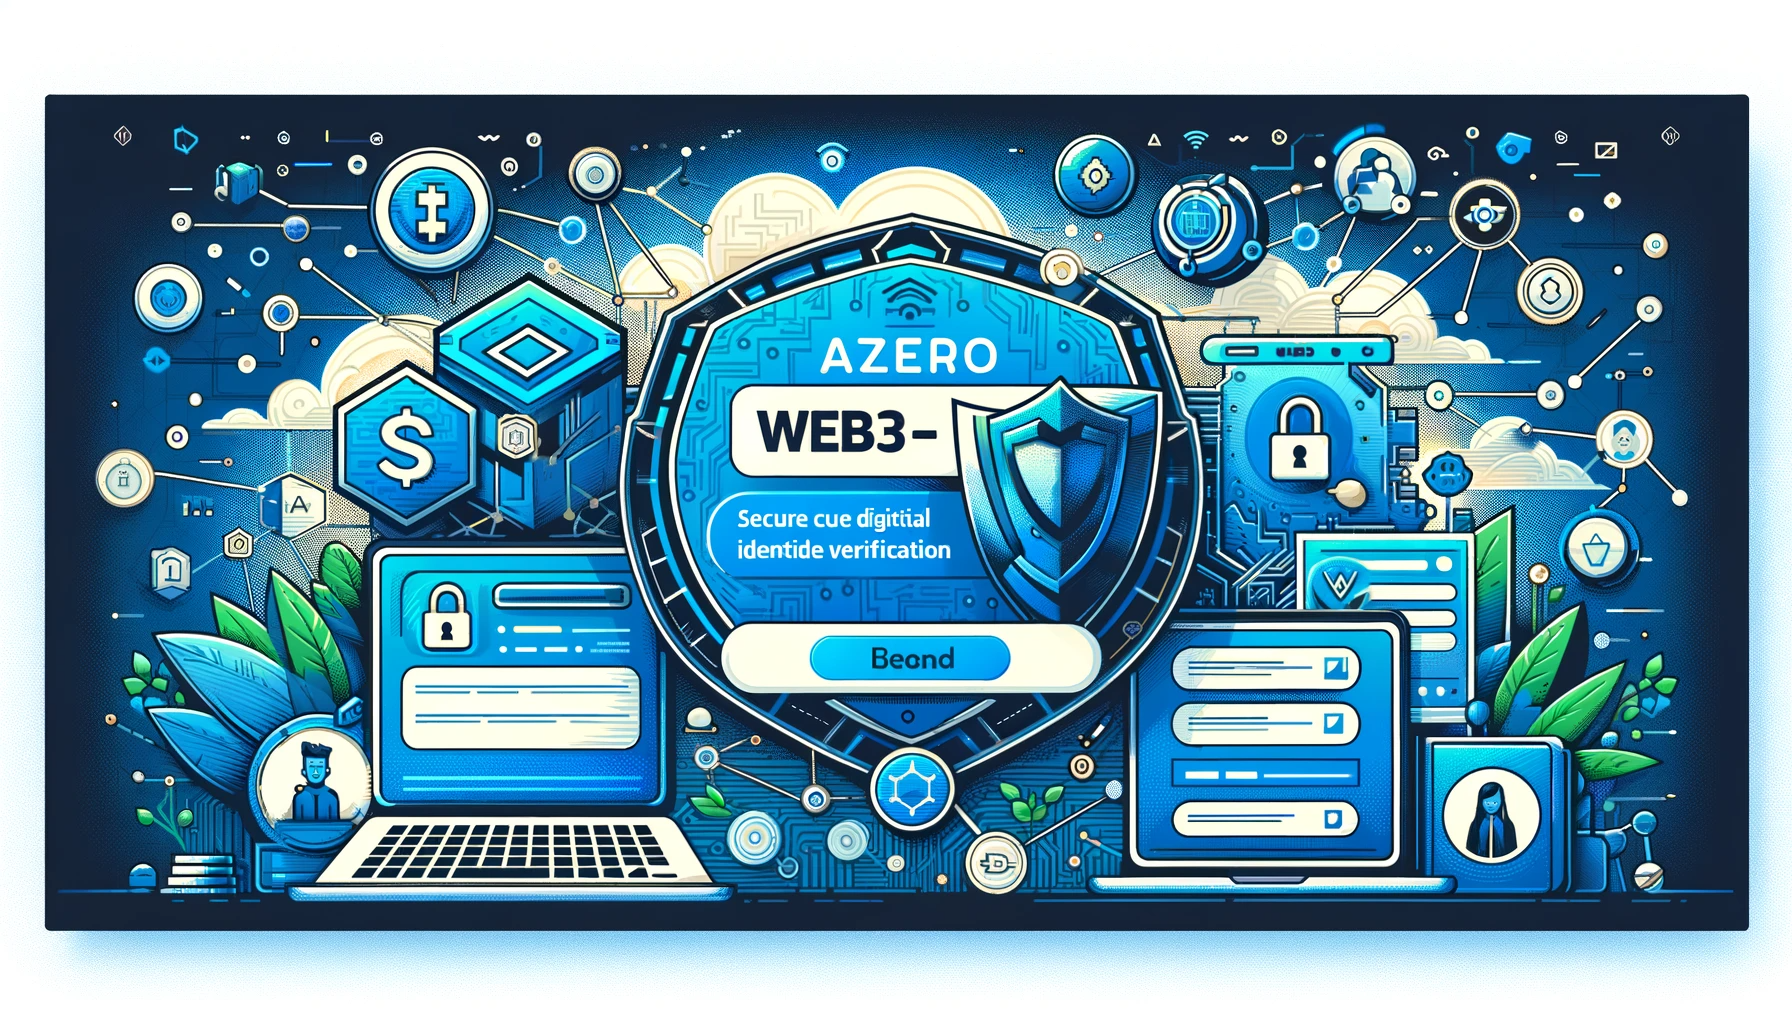 AZERO
WEB3-
$
A
Secure cue digitial
identide verification
Beond